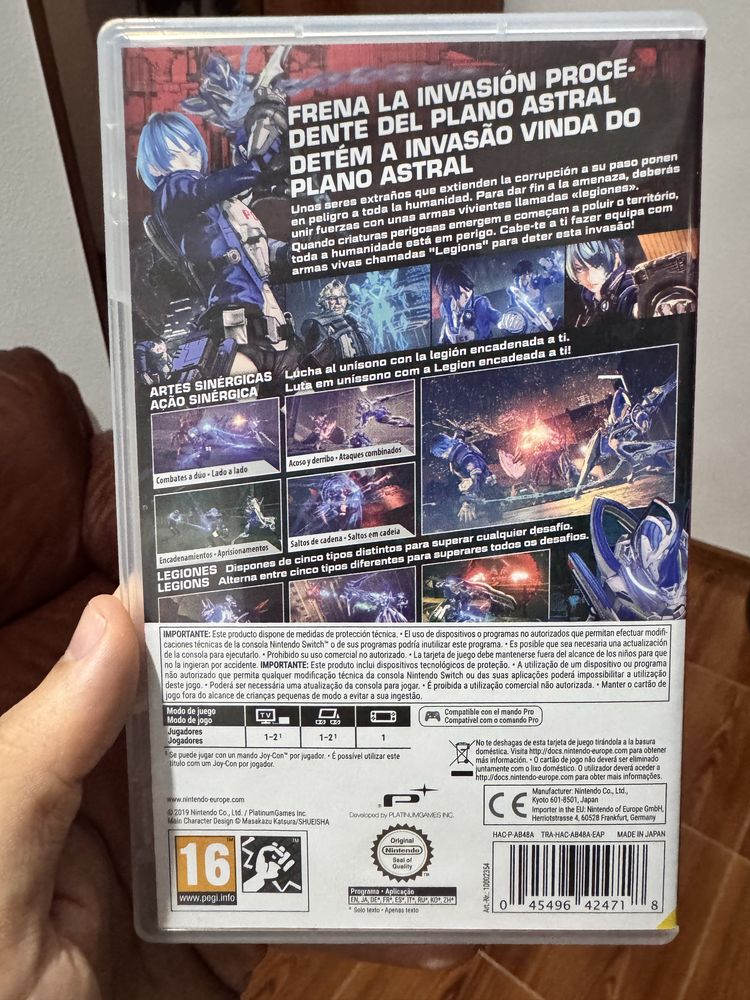 FRENA LA INVASIÓN PROCE-
DENTE DEL PLANO ASTRAL
DETÉM A INVASÃO VINDA DO
PLANO ASTRAL
Unos seres extraños que extienden la corrupción a su paso ponen
en peligro a toda la humanidad. Para dar fin a la amenaza, deberás
unir fuerzas con unas armas vivientes llamadas «legiones».
Quando criaturas perigosas emergem e começam a poluir o território,
toda a humanidade está em perigo. Cabe-te a ti fazer equipa com
armas vivas chamadas "Legions" para deter esta invasão!
ARTES SINÉRGICAS
AÇÃO SINÉRGICA
Lucha al unísono con la legión encadenada a ti.
Luta em uníssono com a Legion encadeada a ti!
Combates a dúo • Lado a lado
Acoso y derribo • Ataques combinados
Encadenamientos • Aprisionamentos
Saltos de cadena • Saltos em cadeia
LEGIONES Dispones de cinco tipos distintos para superar cualquier desafío.
LEGIONS Alterna entre cinco tipos diferentes para superares todos os desafios.
IMPORTANTE: Este producto dispone de medidas de protección técnica. • El uso de dispositivos o programas no autorizados que permitan efectuar modifi-
caciones técnicas de la consola Nintendo Switch™ o de sus programas podría inutilizar este programa. • Es posible que sea necesaria una actualización
de la consola para ejecutarlo. • Prohibido su uso comercial no autorizado. • La tarjeta de juego debe mantenerse fuera del alcance de los niños para que
no la ingieran por accidente. IMPORTANTE: Este produto inclui dispositivos tecnológicos de proteção. • A utilização de um dispositivo ou programa
não autorizado que permita qualquer modificação técnica da consola Nintendo Switch ou das suas aplicações poderá impossibilitar a utilização
deste jogo. • Poderá ser necessária uma atualização da consola para jogar. • É proibida a utilização comercial não autorizada. • Manter o cartão de
jogo fora do alcance de crianças pequenas de modo a evitar a sua ingestão.
Modo de juego
Modo de jogo
TV
Jugadores
Jogadores
1-2¹
1-2¹
1
Compatible con el mando Pro
Compatível com o comando Pro
¹ Se puede jugar con un mando Joy-Con™ por jugador. • É possível utilizar este
título com um Joy-Con por jogador.
No te deshagas de esta tarjeta de juego tirándola a la basura
doméstica. Visita http://docs.nintendo-europe.com para obtener
más información. • O cartão de jogo não deverá ser eliminado
juntamente com o lixo doméstico. O utilizador deverá aceder a
http://docs.nintendo-europe.com para obter mais informações.
www.nintendo-europe.com
© 2019 Nintendo Co., Ltd. / PlatinumGames Inc.
Main Character Design © Masakazu Katsura/SHUEISHA
Developed by PLATINUMGAMES INC.
CE
Manufacturer: Nintendo Co., Ltd.,
Kyoto 601-8501, Japan
Importer in the EU: Nintendo of Europe GmbH,
Herriotstrasse 4, 60528 Frankfurt, Germany
HAC-P-AB48A TRA-HAC-AB48A-EAP MADE IN JAPAN
16
www.pegi.info
Original
Nintendo
Seal of
Quality
Programa • Aplicação
EN, JA, DE*, FR*, ES*, IT*, RU*, KO*, ZH*
* Solo texto • Apenas texto
Art.-Nr.: 10002354
0 45496 42471 8